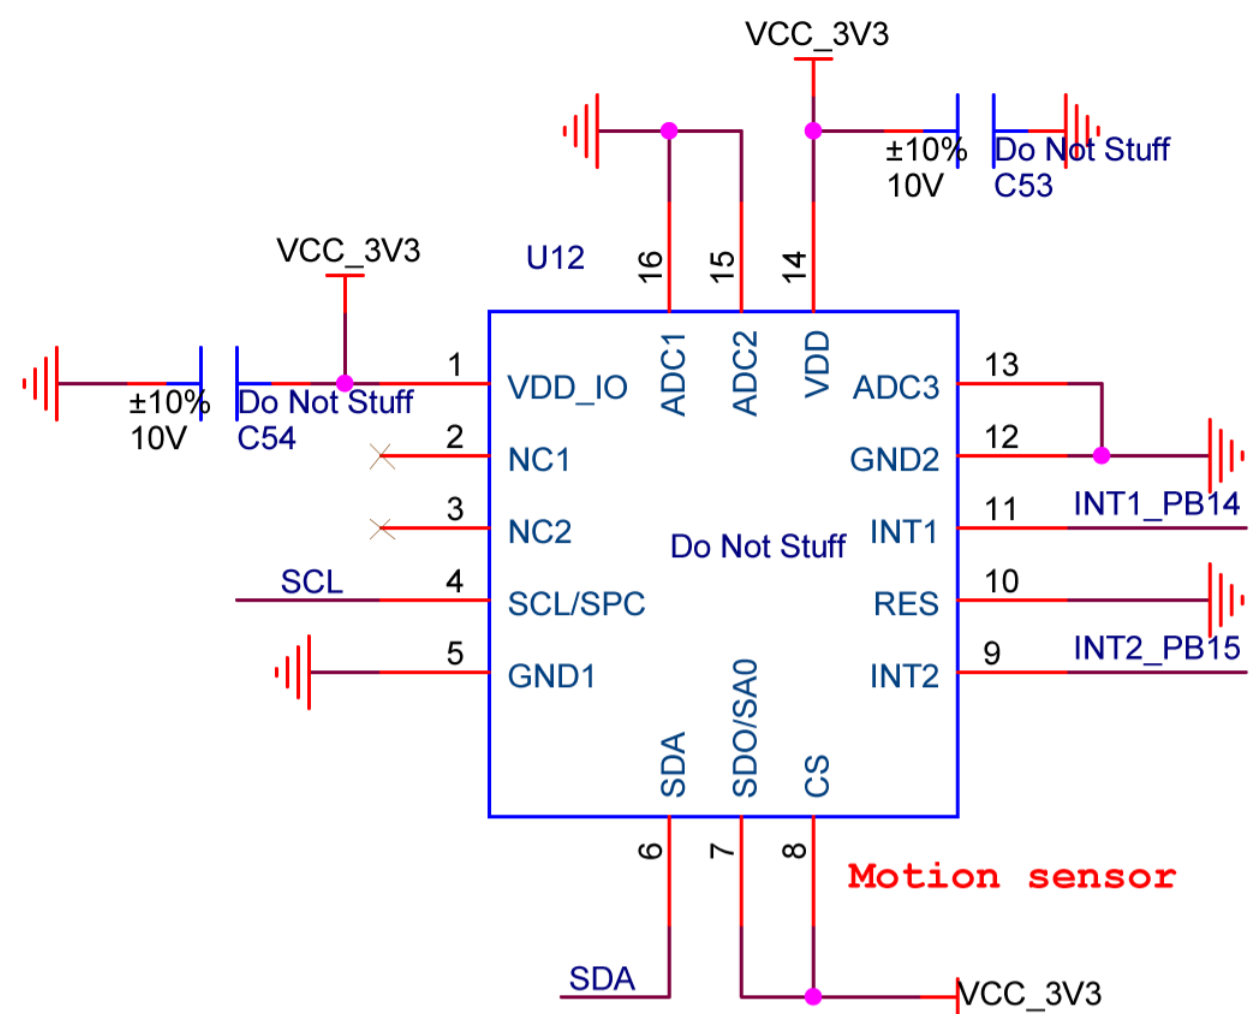 VCC_3V3
±10%
10V
Do Not Stuff
C53
VCC_3V3
U12
16
15
14
ADC1
ADC2
VDD
±10%
10V
Do Not Stuff
C54
1
VDD_IO
2
NC1
3
NC2
SCL
4
SCL/SPC
5
GND1
Do Not Stuff
13
ADC3
12
GND2
11
INT1
INT1_PB14
10
RES
9
INT2
INT2_PB15
SDA
SDO/SA0
CS
6
7
8
Motion sensor
SDA
VCC_3V3